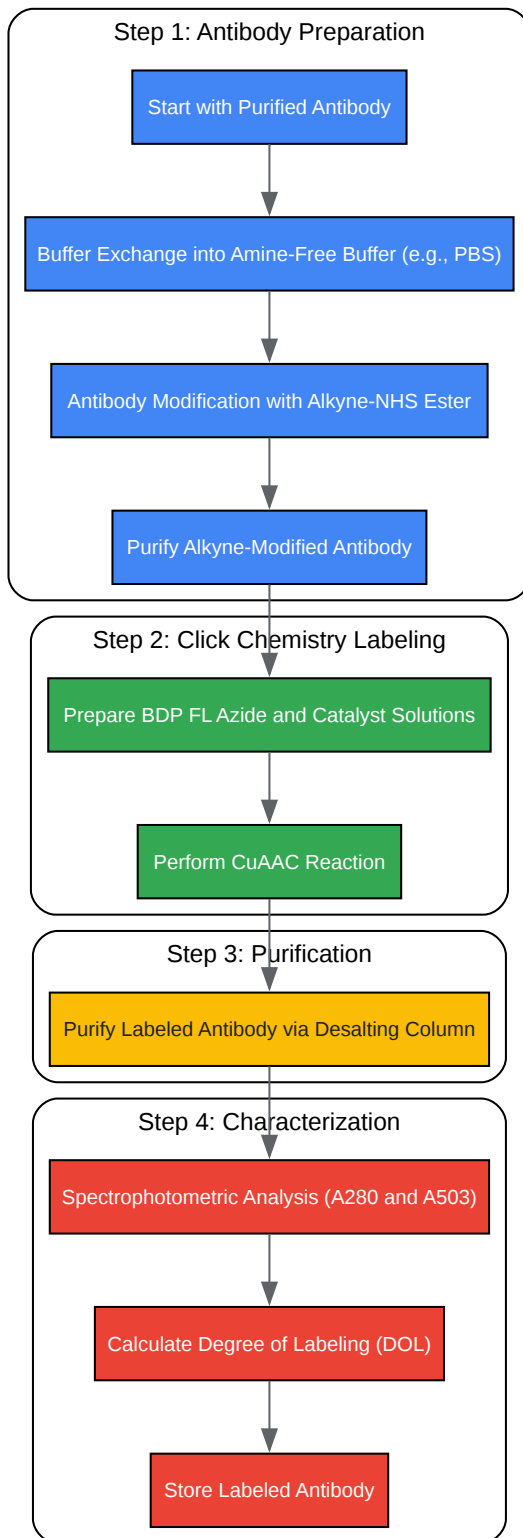 Step 1: Antibody Preparation
Start with Purified Antibody
Buffer Exchange into Amine-Free Buffer (e.g., PBS)
Antibody Modification with Alkyne-NHS Ester
Purify Alkyne-Modified Antibody
Step 2: Click Chemistry Labeling
Prepare BDP FL Azide and Catalyst Solutions
Perform CuAAC Reaction
Step 3: Purification
Purify Labeled Antibody via Desalting Column
Step 4: Characterization
Spectrophotometric Analysis (A280 and A503)
Calculate Degree of Labeling (DOL)
Store Labeled Antibody